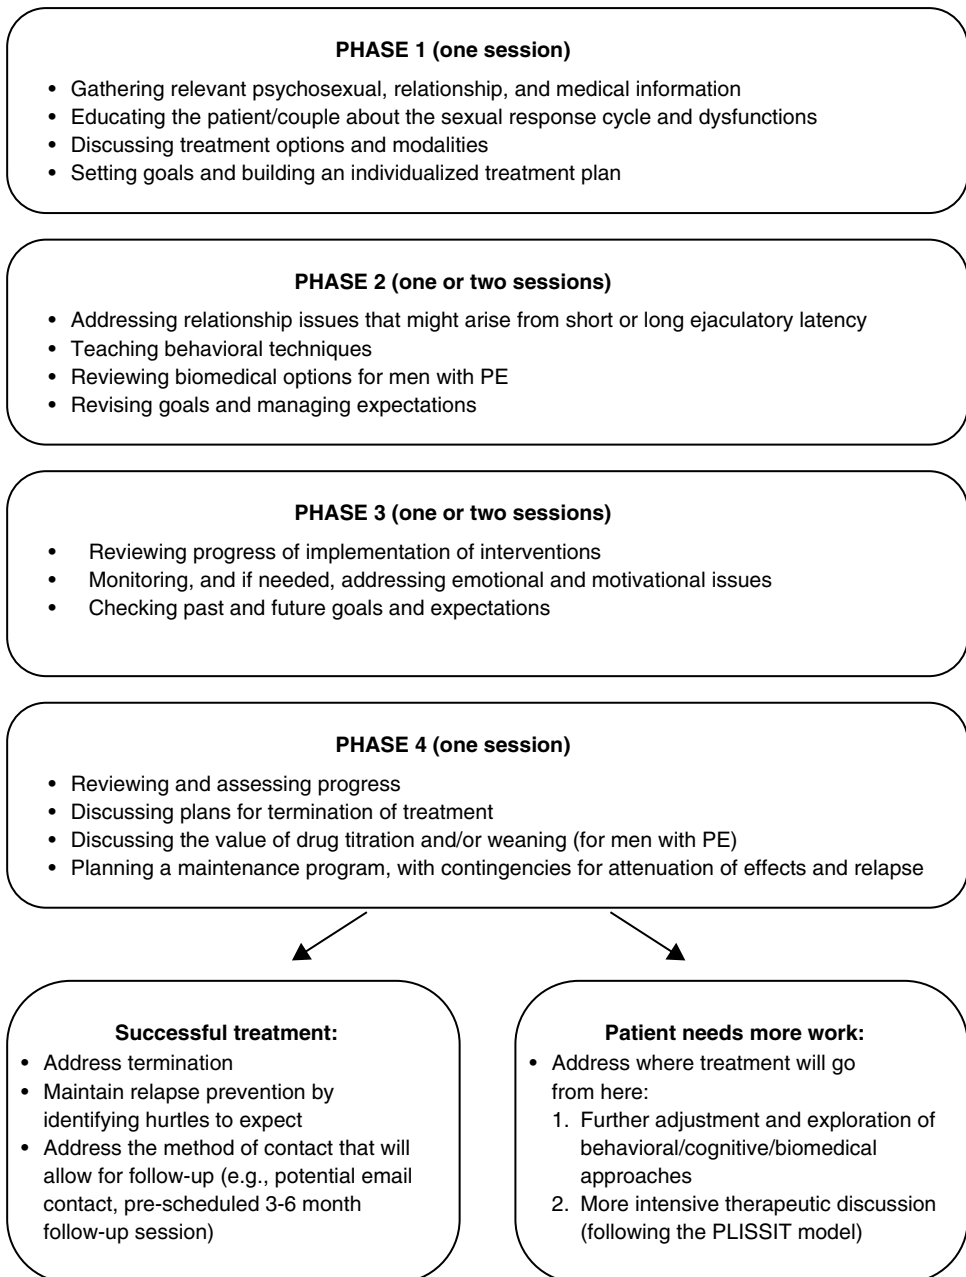 PHASE 1 (one session)
• Gathering relevant psychosexual, relationship, and medical information
• Educating the patient/couple about the sexual response cycle and dysfunctions
• Discussing treatment options and modalities
• Setting goals and building an individualized treatment plan
PHASE 2 (one or two sessions)
• Addressing relationship issues that might arise from short or long ejaculatory latency
• Teaching behavioral techniques
• Reviewing biomedical options for men with PE
• Revising goals and managing expectations
PHASE 3 (one or two sessions)
• Reviewing progress of implementation of interventions
• Monitoring, and if needed, addressing emotional and motivational issues
• Checking past and future goals and expectations
PHASE 4 (one session)
• Reviewing and assessing progress
• Discussing plans for termination of treatment
• Discussing the value of drug titration and/or weaning (for men with PE)
• Planning a maintenance program, with contingencies for attenuation of effects and relapse
Successful treatment:
• Address termination
• Maintain relapse prevention by
identifying hurtles to expect
• Address the method of contact that will
allow for follow-up (e.g., potential email
contact, pre-scheduled 3-6 month
follow-up session)
Patient needs more work:
• Address where treatment will go
from here:
1. Further adjustment and exploration of
behavioral/cognitive/biomedical
approaches
2. More intensive therapeutic discussion
(following the PLISSIT model)